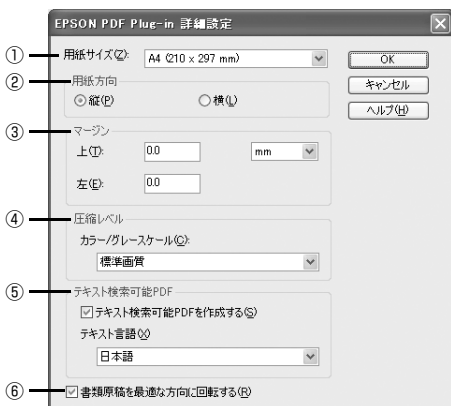 EPSON PDF Plug-in 詳細設定
① 用紙サイズ(Z): A4 (210 x 297 mm) OK
② 用紙方向 キャンセル
縦(P) 横(L) ヘルプ(H)
③ マージン
上(T): 0.0 mm
左(E): 0.0
④ 圧縮レベル
カラー/グレースケール(C):
標準画質
⑤ テキスト検索可能PDF
テキスト検索可能PDFを作成する(S)
テキスト言語(X)
日本語
⑥ 書類原稿を最適な方向に回転する(R)